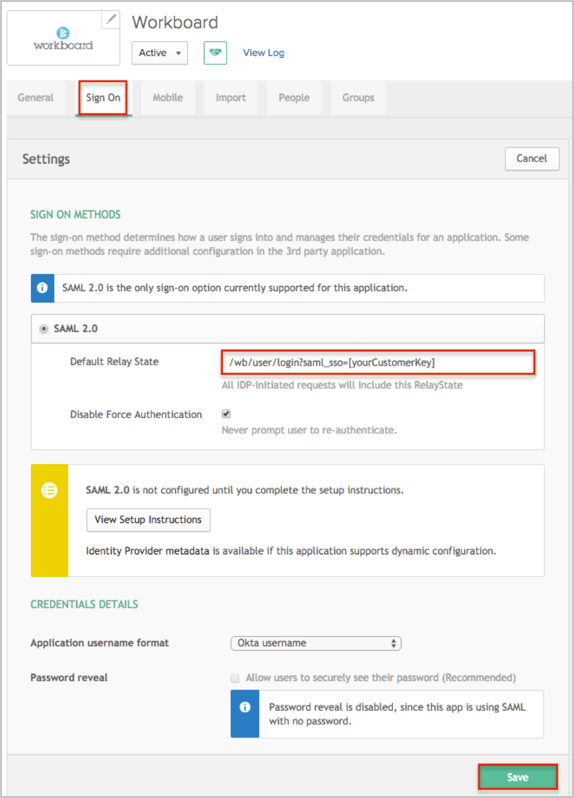 Workboard
workboard
Active
View Log
General
Sign On
Mobile
Import
People
Groups
Settings
Cancel
SIGN ON METHODS
The sign-on method determines how a user signs into and manages their credentials for an application. Some
sign-on methods require additional configuration in the 3rd party application.
SAML 2.0 is the only sign-on option currently supported for this application.
SAML 2.0
Default Relay State
/wb/user/login?saml_sso=[yourCustomerKey]
All IDP-initiated requests will include this RelayState
Disable Force Authentication
Never prompt user to re-authenticate.
SAML 2.0 is not configured until you complete the setup instructions.
View Setup Instructions
Identity Provider metadata is available if this application supports dynamic configuration.
CREDENTIALS DETAILS
Application username format
Okta username
Password reveal
Allow users to securely see their password (Recommended)
Password reveal is disabled, since this app is using SAML
with no password.
Save